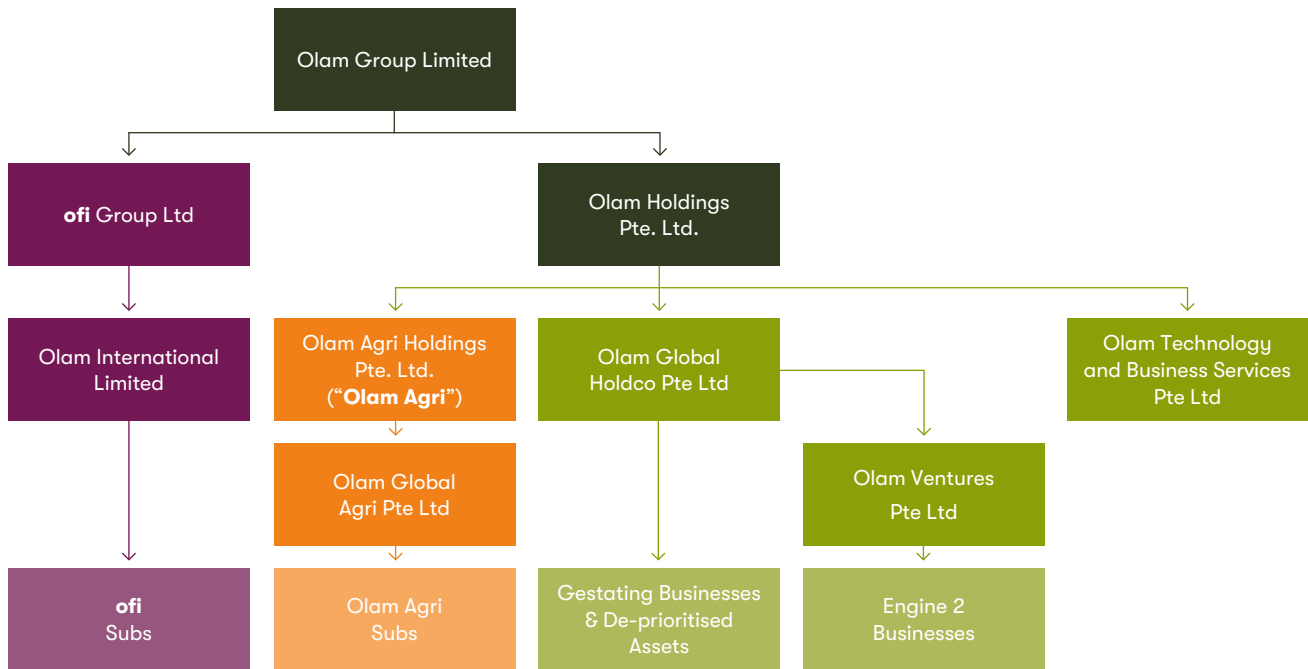 Olam Group Limited
ofi Group Ltd
Olam Holdings
Pte. Ltd.
Olam International
Limited
Olam Agri Holdings
Pte. Ltd.
(“Olam Agri”)
Olam Global
Holdco Pte Ltd
Olam Technology
and Business Services
Pte Ltd
Olam Global
Agri Pte Ltd
Olam Ventures
Pte Ltd
ofi
Subs
Olam Agri
Subs
Gestating Businesses
& De-prioritised
Assets
Engine 2
Businesses